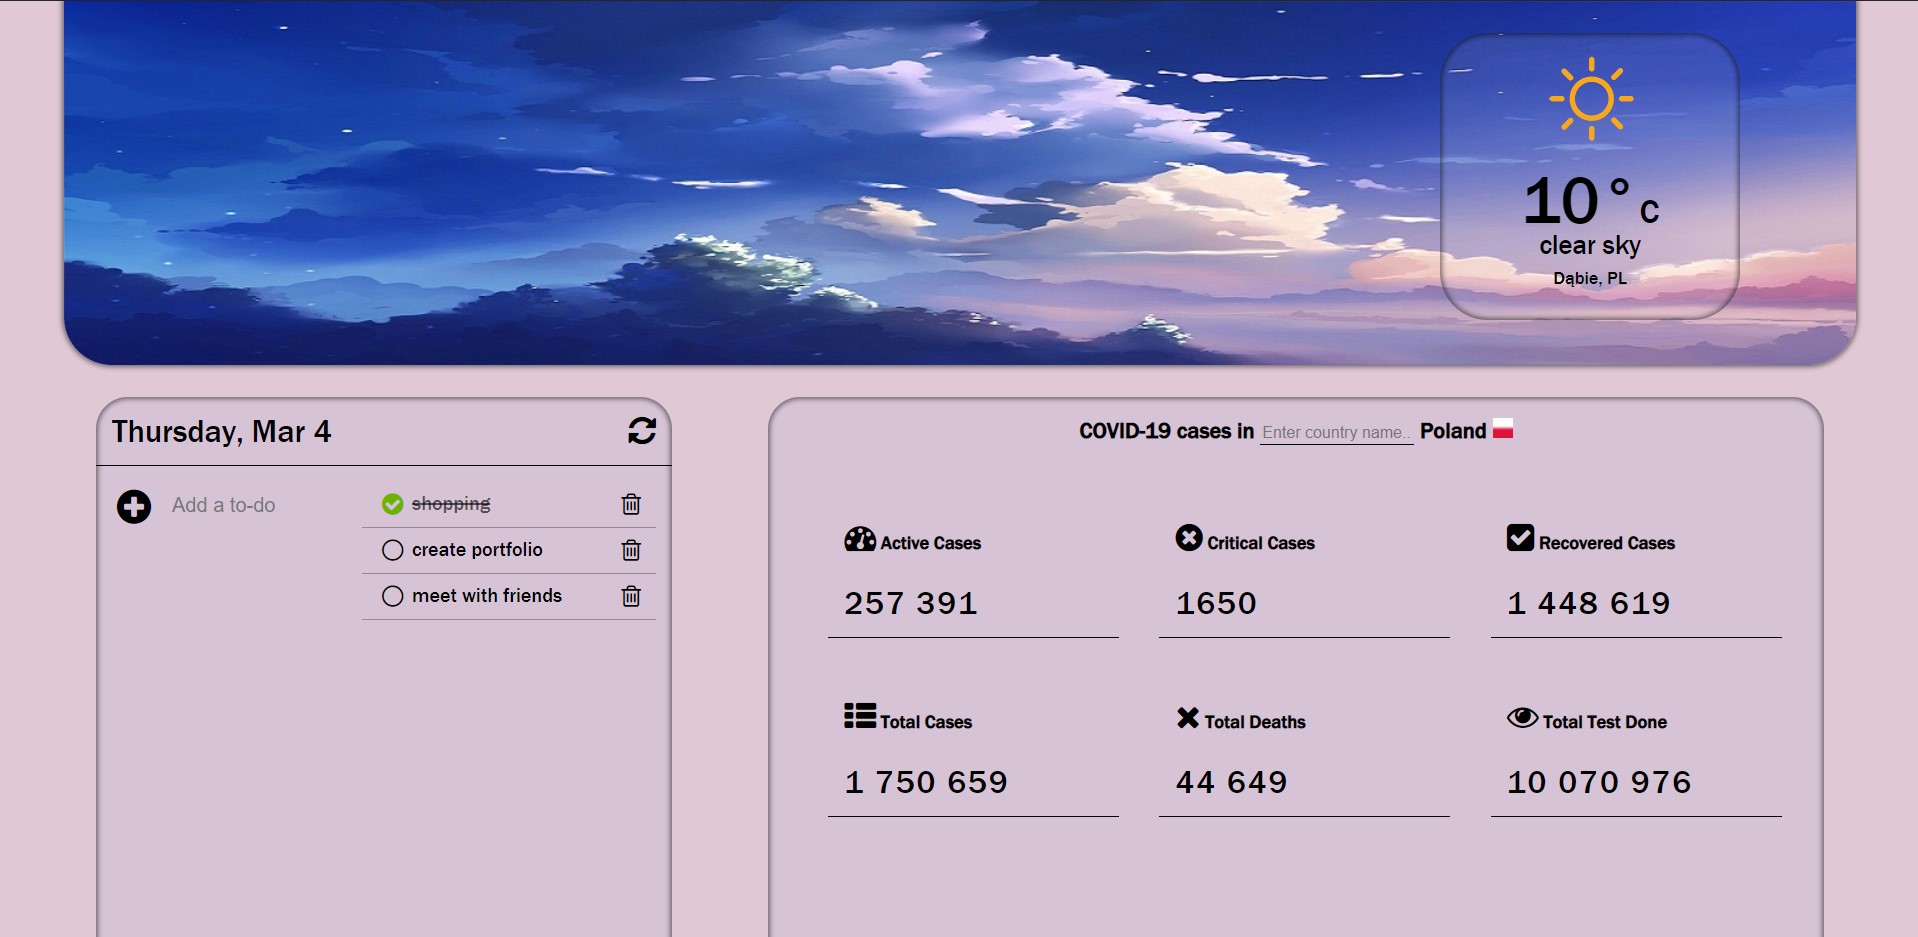 10°c
clear sky
Dąbie, PL
Thursday, Mar 4
Add a to-do
shopping
create portfolio
meet with friends
COVID-19 cases in Enter country name.. Poland
Active Cases
257 391
Critical Cases
1650
Recovered Cases
1 448 619
Total Cases
1 750 659
Total Deaths
44 649
Total Test Done
10 070 976